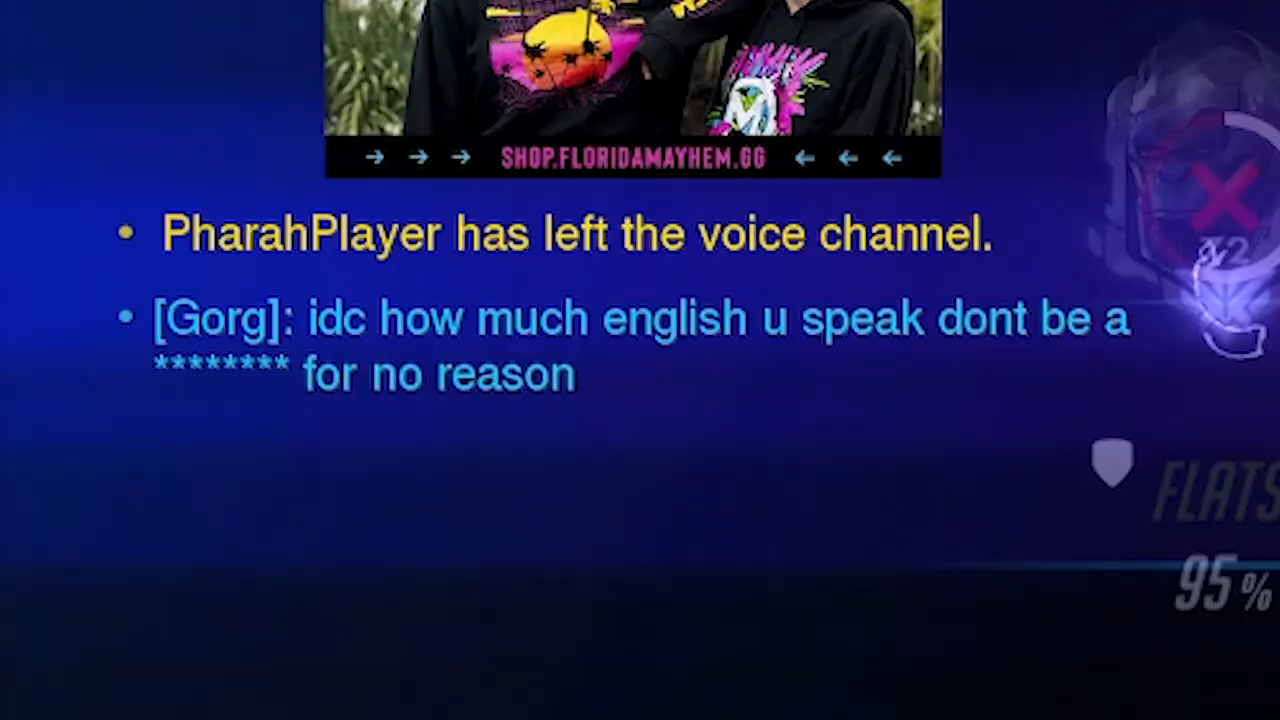 SHOP.FLORIDAMAYHEM.GG
PharahPlayer has left the voice channel.
[Gorg]: idc how much english u speak dont be a
******** for no reason
FLATS
95%